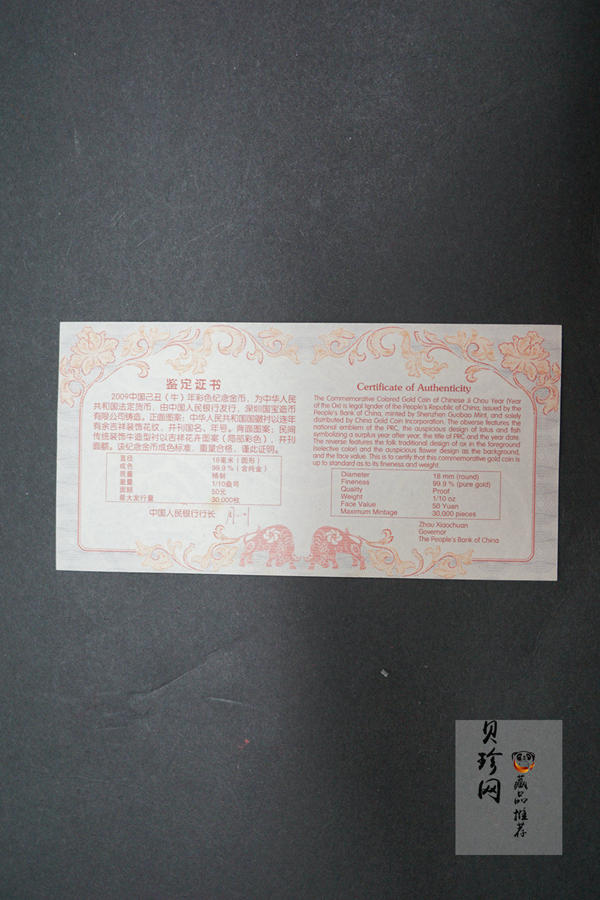 鉴定证书
2009中国己丑（牛）年彩色纪念金币，为中华人民
共和国法定货币，由中国人民银行发行，深圳国宝造币
有限公司铸造。正面图案：中华人民共和国国徽衬以连年
有余吉祥装饰花纹，并刊国名、年号。背面图案：民间
传统装饰牛造型衬以吉祥花卉图案（局部彩色），并刊
面额。该纪念金币成色标准，重量合格，谨此证明。
直径 18毫米（圆形）
成色 99.9％（含纯金）
质量 精制
重量 1/10盎司
面额 50元
最大发行量 30,000枚
中国人民银行行长
Certificate of Authenticity
The Commemorative Colored Gold Coin of Chinese Ji Chou Year (Year
of the Ox) is legal tender of the People's Republic of China, issued by the
People's Bank of China, minted by Shenzhen Guobao Mint, and solely
distributed by China Gold Coin Incorporation. The obverse features the
national emblem of the PRC, the auspicious design of lotus and fish
symbolizing a surplus year after year, the title of PRC and the year date.
The reverse features the folk traditional design of ox in the foreground
(selective color) and the auspicious flower design as the background,
and the face value. This is to certify that this commemorative gold coin is
up to standard as to its fineness and weight.
Diameter 18 mm (round)
Fineness 99.9 % (pure gold)
Quality Proof
Weight 1/10 oz
Face Value 50 Yuan
Maximum Mintage 30,000 pieces
Zhou Xiaochuan
Governor
The People's Bank of China
贝珍网
藏品推荐